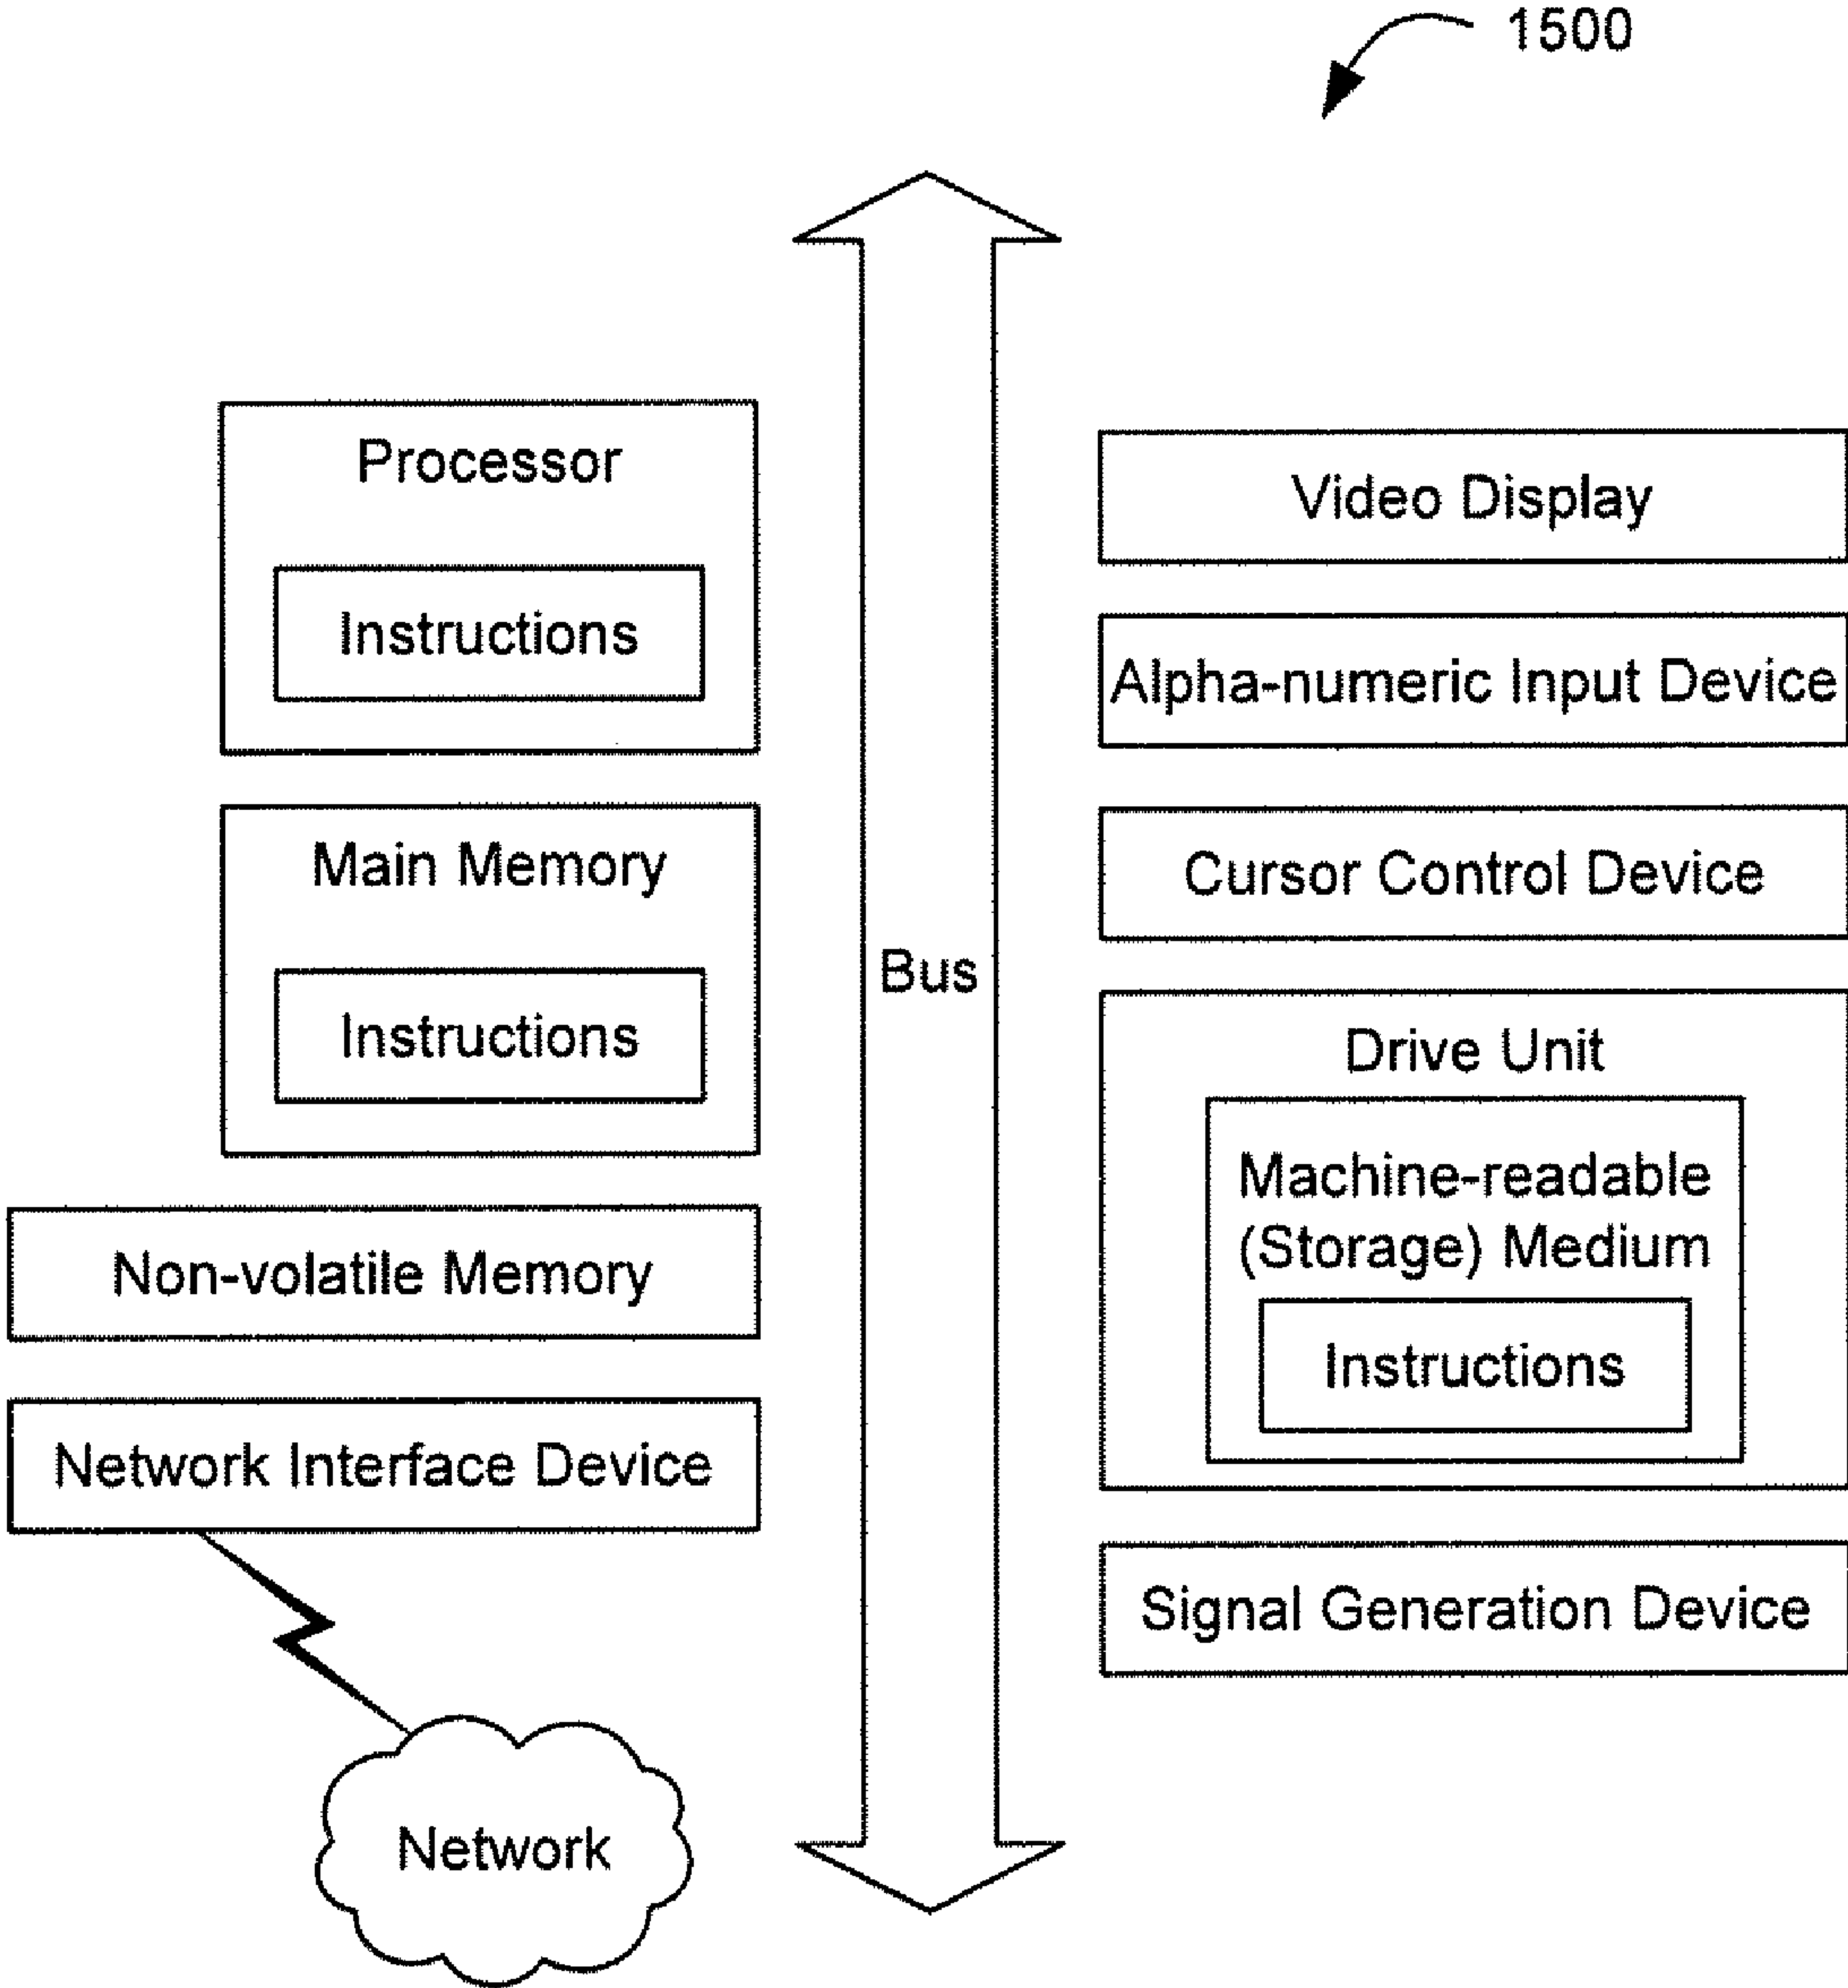 1500
Processor
Instructions
Main Memory
Instructions
Non-volatile Memory
Network Interface Device
Network
Bus
Video Display
Alpha-numeric Input Device
Cursor Control Device
Drive Unit
Machine-readable
(Storage) Medium
Instructions
Signal Generation Device